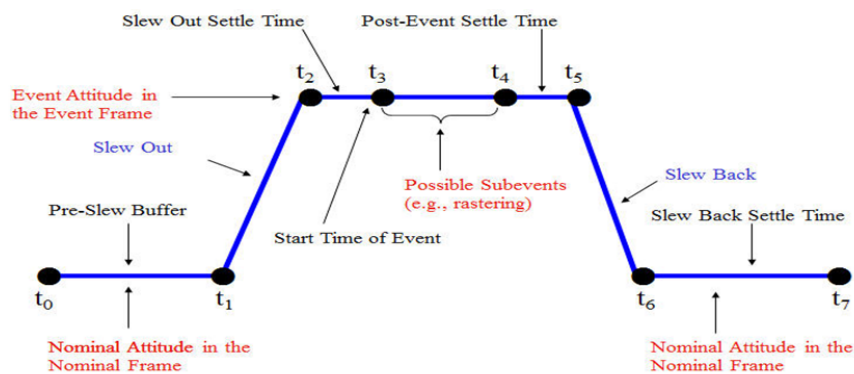 Slew Out Settle Time
Post-Event Settle Time
t2
t3
t4
t5
Event Attitude in
the Event Frame
Slew Out
Possible Subevents
(e.g., rastering)
Slew Back
Pre-Slew Buffer
Start Time of Event
Slew Back Settle Time
t0
t1
t6
t7
Nominal Attitude in the
Nominal Frame
Nominal Attitude in the
Nominal Frame